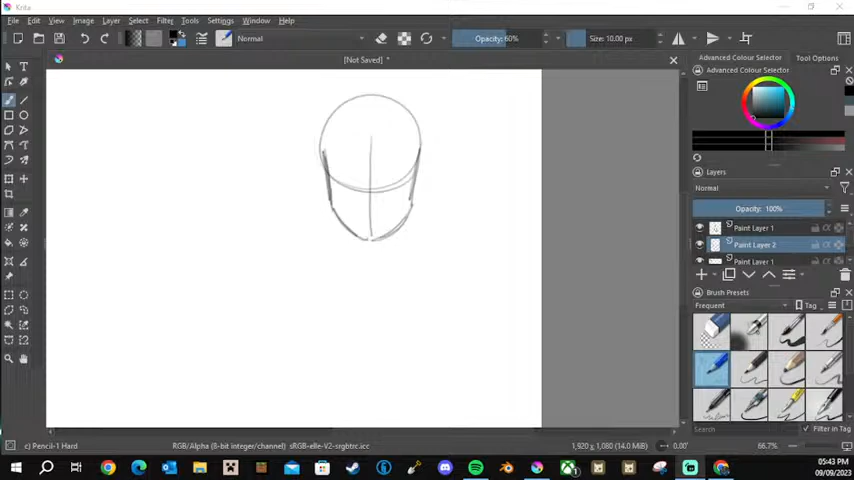 Krita
File Edit View Image Layer Select Filter Tools Settings Window Help
Normal Opacity: 60% Size: 10.00 px
[Not Saved] *
Advanced Colour Selector Tool Options
Advanced Colour Selector
Layers
Normal
Opacity: 100%
Paint Layer 1
Paint Layer 2
Paint Layer 1
Brush Presets
Frequent Tag
Search Filter in Tag
c) Pencil-1 Hard RGB/Alpha (8-bit integer/channel) sRGB-elle-V2-srgbtrc.icc 1,920 x 1,080 (14.0 MiB) 0.00° 66.7%
05:43 PM
09/09/2023